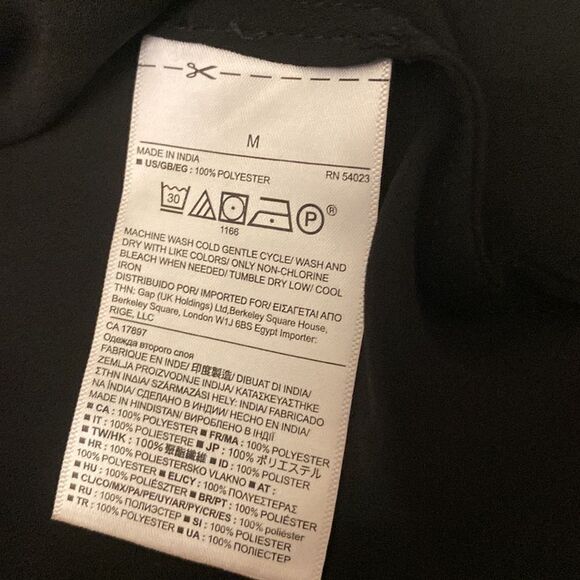 M
MADE IN INDIA
RN 54023
■ US/GB/EG : 100% POLYESTER
30
P
®
1166
MACHINE WASH COLD GENTLE CYCLE/ WASH AND
DRY WITH LIKE COLORS/ ONLY NON-CHLORINE
BLEACH WHEN NEEDED/ TUMBLE DRY LOW/ COOL
IRON
DISTRIBUIDO POR/ IMPORTED FOR/ ΕΙΣΑΓΕΤΑΙ ΑΠΟ
THN: Gap (UK Holdings) Ltd,Berkeley Square House,
Berkeley Square, London W1J 6BS Egypt Importer:
RIGE, LLC
CA 17897
Одежда второго слоя
FABRIQUE EN INDE/ 印度製造/ DIBUAT DI INDIA/
ZEMLJA PROIZVODNJE INDIJA/ ΚΑΤΑΣΚΕΥΑΣΤΗΚΕ
ΣΤΗΝ ΙΝΔΙΑ/ SZÁRMAZÁSI HELY: INDIA/ FABRICADO
NA ÍNDIA/ СДЕЛАНО В ИНДИИ/ HECHO EN INDIA/
MADE IN HINDISTAN/ ВИРОБЛЕНО В ІНДІЇ
■ CA : 100% POLYESTER ■ FR/MA : 100% POLYESTER
■ IT : 100% POLIESTERE ■ JP : 100% ポリエステル
■ TW/HK : 100% 聚酯纖維 ■ ID : 100% POLISTER
■ HR : 100% POLIESTERSKO VLAKNO ■ AT :
100% POLYESTER ■ EL/CY : 100% ΠΟΛΥΕΣΤΕΡΑΣ
■ HU : 100% POLIÉSZTER ■ BR/PT : 100% POLIÉSTER
■ CL/CO/MX/PA/PE/UY/AR/PY/CR/ES : 100% POLIÉSTER
■ RU : 100% ПОЛИЭСТЕР ■ SI : 100% POLIESTER
■ TR : 100% POLYESTER ■ UA : 100% ПОЛІЕСТЕР